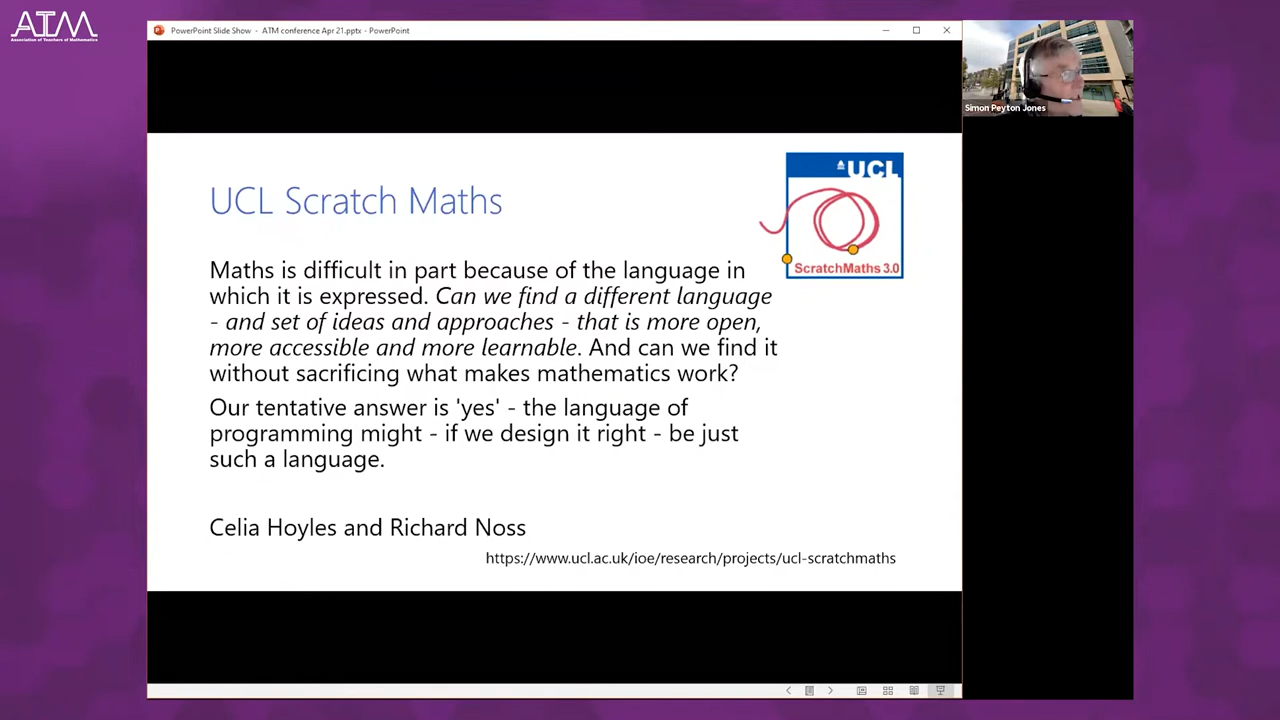 ATM
Association of Teachers of Mathematics
PowerPoint Slide Show - ATM conference Apr 21.pptx - PowerPoint
Simon Peyton Jones
UCL
ScratchMaths 3.0
UCL Scratch Maths
Maths is difficult in part because of the language in
which it is expressed. Can we find a different language
- and set of ideas and approaches - that is more open,
more accessible and more learnable. And can we find it
without sacrificing what makes mathematics work?
Our tentative answer is 'yes' - the language of
programming might - if we design it right - be just
such a language.
Celia Hoyles and Richard Noss
https://www.ucl.ac.uk/ioe/research/projects/ucl-scratchmaths